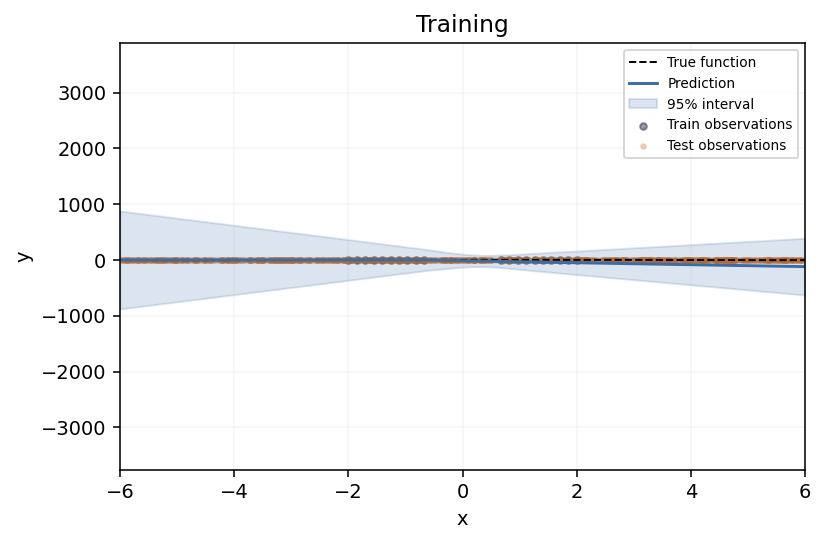 Training
True function
Prediction
95% interval
Train observations
Test observations
y
3000
2000
1000
0
−1000
−2000
−3000
−6
−4
−2
0
2
4
6
x